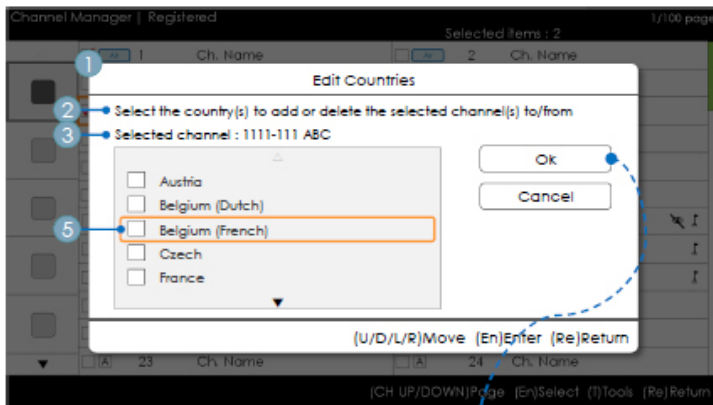 Channel Manager | Registered
1/100 page
Selected items : 2
1 Ch. Name 2 Ch. Name
1
Edit Countries
2 Select the country(s) to add or delete the selected channel(s) to/from
3 Selected channel : 1111-111 ABC
Ok
Cancel
Austria
Belgium (Dutch)
5 Belgium (French)
Czech
France
(U/D/L/R)Move (En)Enter (Re)Return
A 23 Ch. Name A 24 Ch. Name
(CH UP/DOWN)Page (En)Select (T)Tools (Re)Return